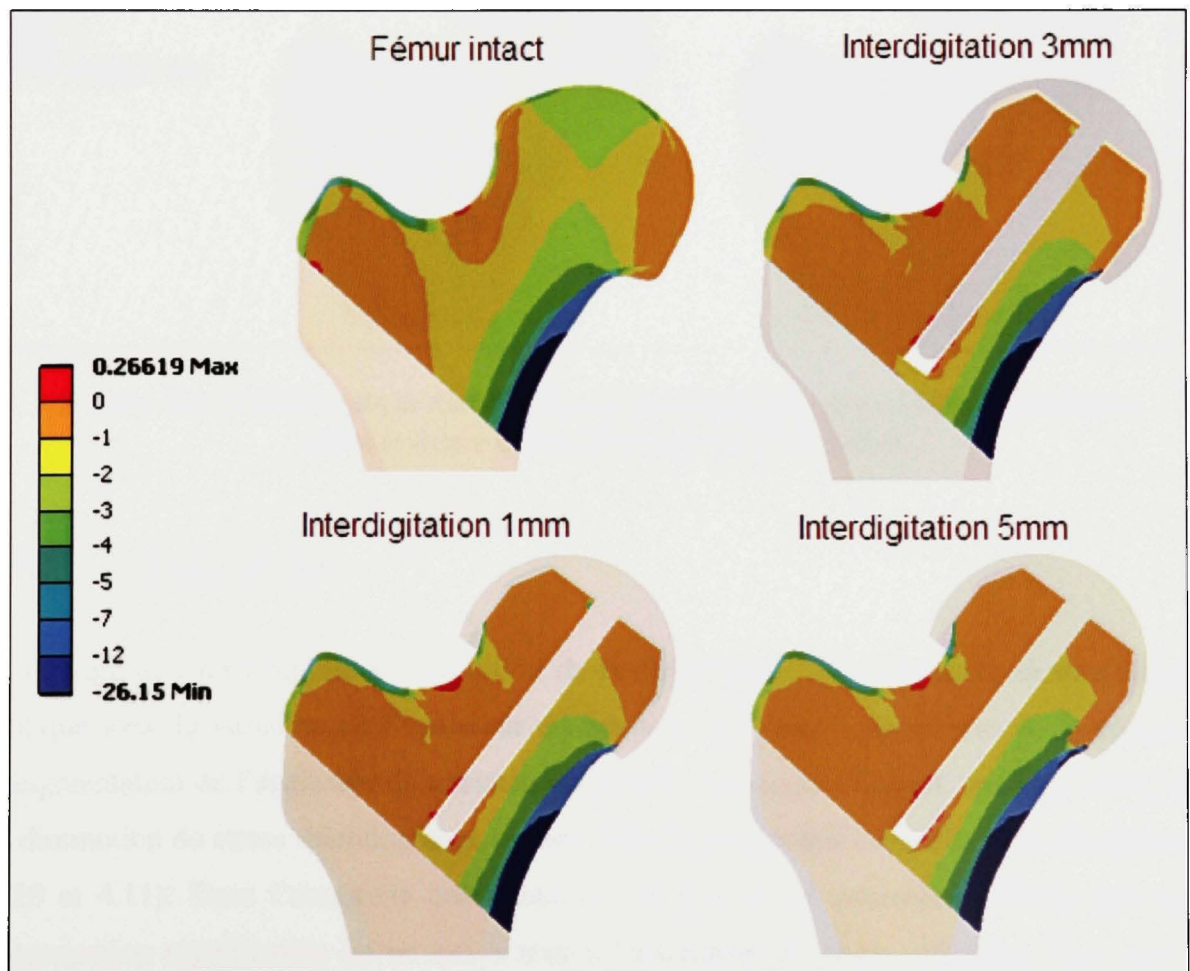 Fémur intact
Interdigitation 3mm
0.26619 Max
0
-1
-2
-3
-4
-5
-7
-12
-26.15 Min
Interdigitation 1mm
Interdigitation 5mm